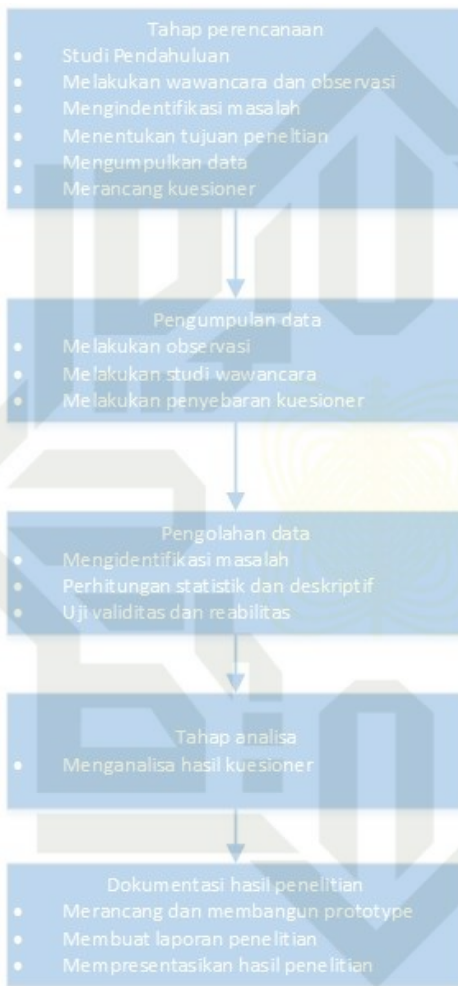 Tahap perencanaan
• Studi Pendahuluan
• Melakukan wawancara dan observasi
• Mengindentifikasi masalah
• Menentukan tujuan peneltian
• Mengumpulkan data
• Merancang kuesioner
Pengumpulan data
• Melakukan observasi
• Melakukan studi wawancara
• Melakukan penyebaran kuesioner
Pengolahan data
• Mengidentifikasi masalah
• Perhitungan statistik dan deskriptif
• Uji validitas dan reabilitas
Tahap analisa
• Menganalisa hasil kuesioner
Dokumentasi hasil penelitian
• Merancang dan membangun prototype
• Membuat laporan penelitian
• Mempresentasikan hasil penelitian